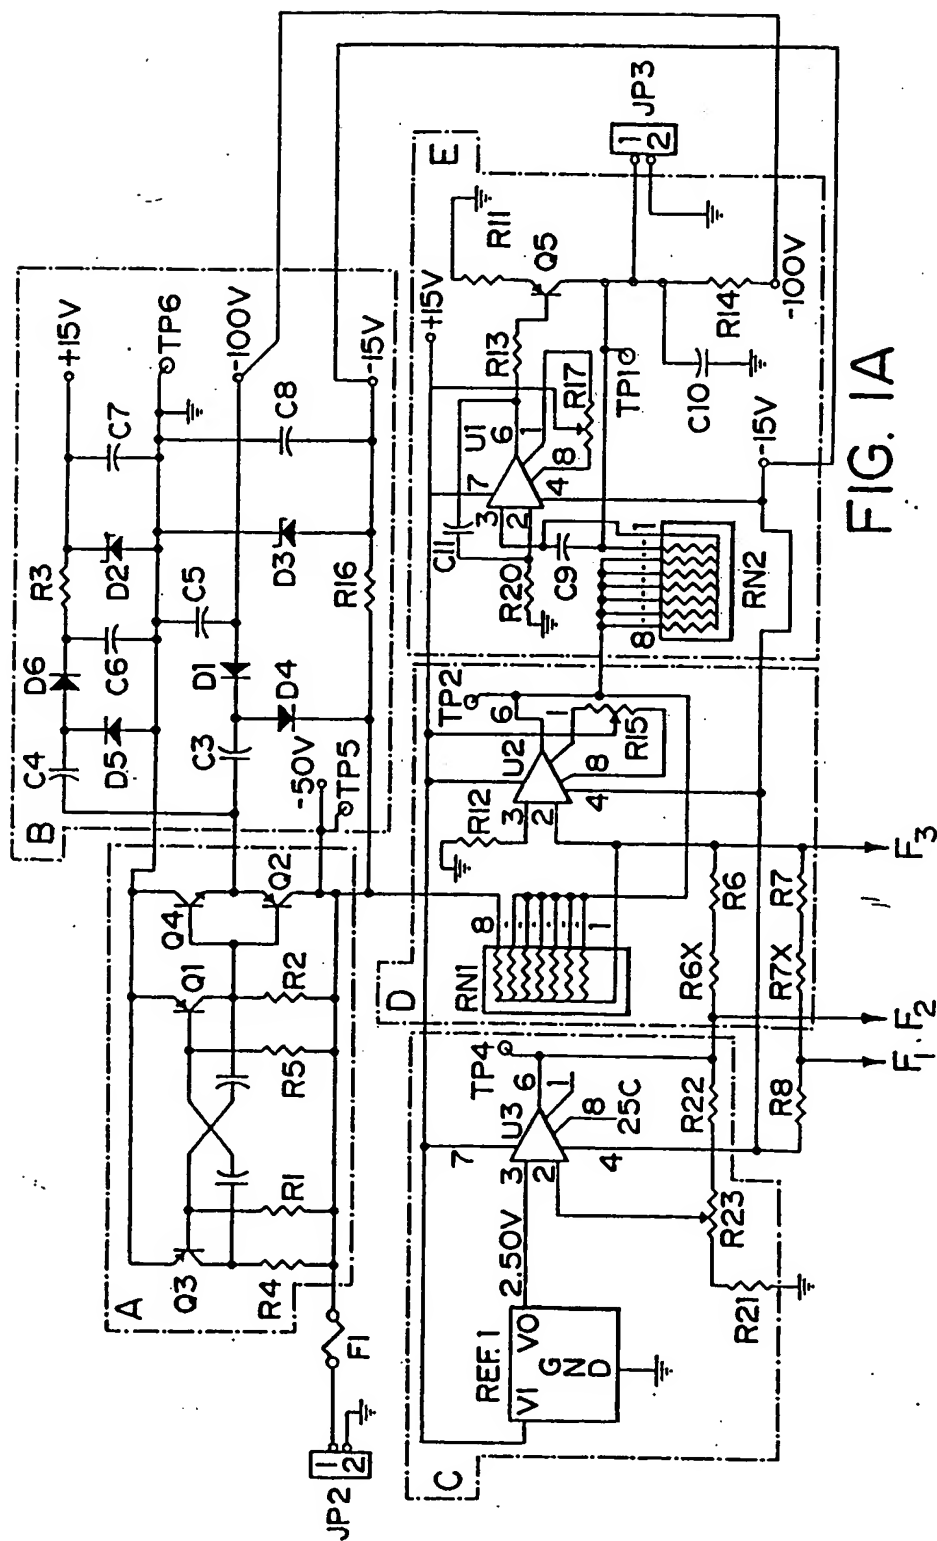 JP2
1
2
F1
A
Q3
R4
R1
Q1
R5
R2
Q4
Q2
B
C4
D6
R3
+15V
D5
C6
D2
C7
TP6
C5
C3
D1
-100V
D4
D3
C8
-50V
TP5
R16
-15V
C
REF.1
VI
VO
GND
2.50V
U3
7
3
2
6
1
8
4
25C
TP4
R23
R21
R22
R8
D
RN1
8
1
R12
U2
3
2
6
1
8
4
TP2
R15
R6X
R6
R7X
R7
F1
F2
F3
E
+15V
C11
R20
U1
7
3
2
6
1
8
4
R13
R17
Q5
R11
C9
8
1
RN2
TP1
C10
R14
-100V
-15V
JP3
1
2
FIG. 1A